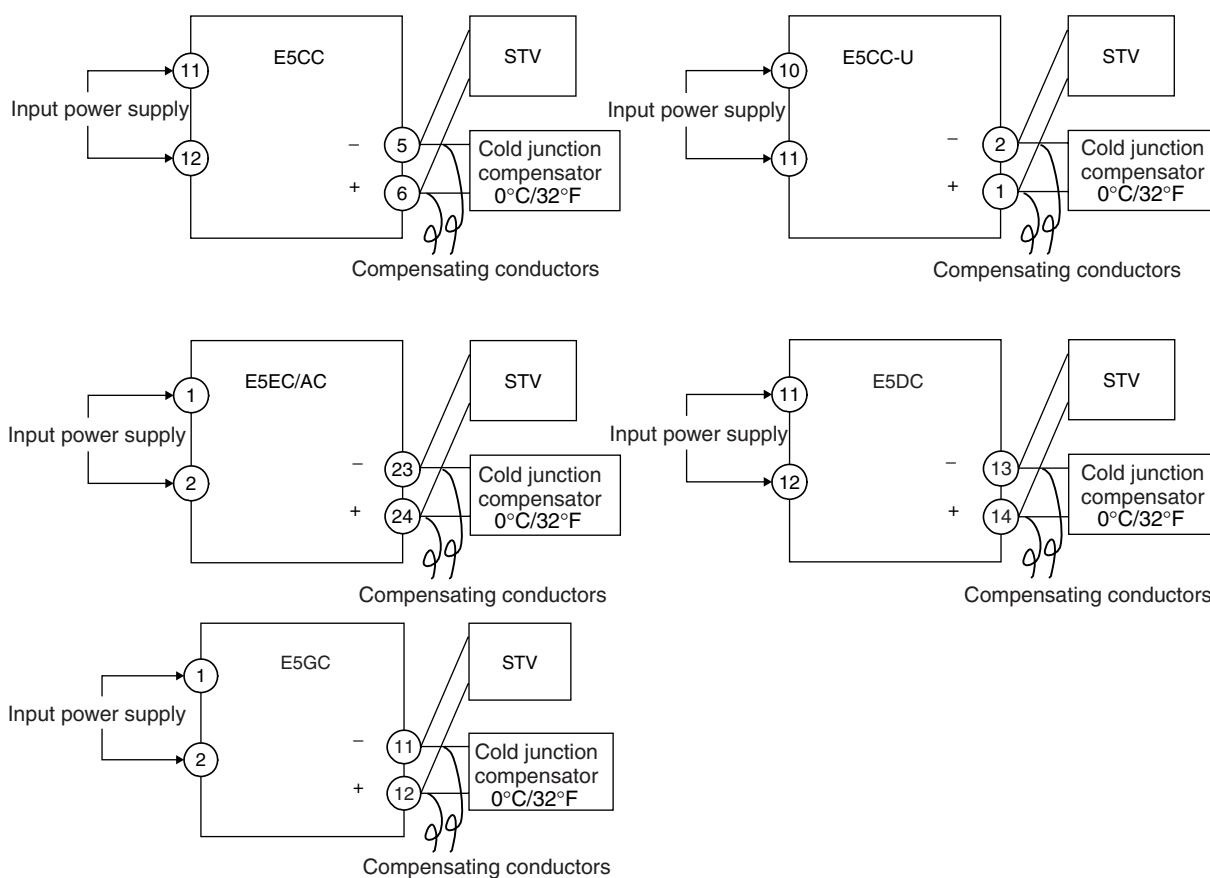 E5CC
STV
11
Input power supply
12
–
5
+
6
Cold junction
compensator
0°C/32°F
Compensating conductors
E5CC-U
STV
10
Input power supply
11
–
2
+
1
Cold junction
compensator
0°C/32°F
Compensating conductors
E5EC/AC
STV
1
Input power supply
2
–
23
+
24
Cold junction
compensator
0°C/32°F
Compensating conductors
E5DC
STV
11
Input power supply
12
–
13
+
14
Cold junction
compensator
0°C/32°F
Compensating conductors
E5GC
STV
1
Input power supply
2
–
11
+
12
Cold junction
compensator
0°C/32°F
Compensating conductors